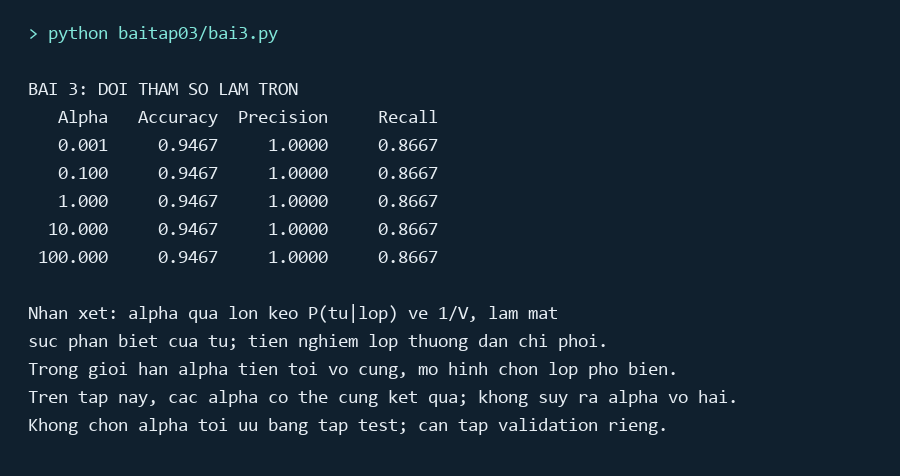 > python baitap03/bai3.py
BAI 3: DOI THAM SO LAM TRON
Alpha Accuracy Precision Recall
0.001 0.9467 1.0000 0.8667
0.100 0.9467 1.0000 0.8667
1.000 0.9467 1.0000 0.8667
10.000 0.9467 1.0000 0.8667
100.000 0.9467 1.0000 0.8667
Nhan xet: alpha qua lon keo P(tu|lop) ve 1/V, lam mat
suc phan biet cua tu; tien nghiem lop thuong dan chi phoi.
Trong gioi han alpha tien toi vo cung, mo hinh chon lop pho bien.
Tren tap nay, cac alpha co the cung ket qua; khong suy ra alpha vo hai.
Khong chon alpha toi uu bang tap test; can tap validation rieng.